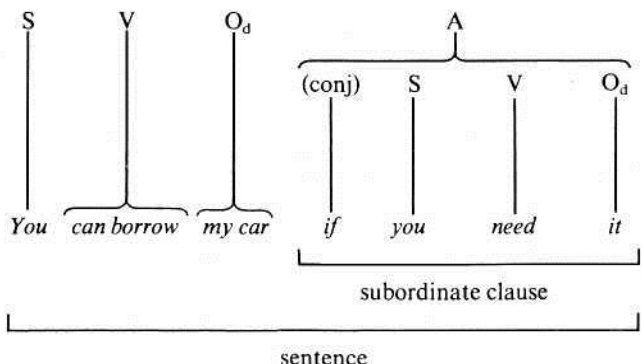 S V O_d A
(conj) S V O_d
You can borrow my car if you need it
subordinate clause
sentence